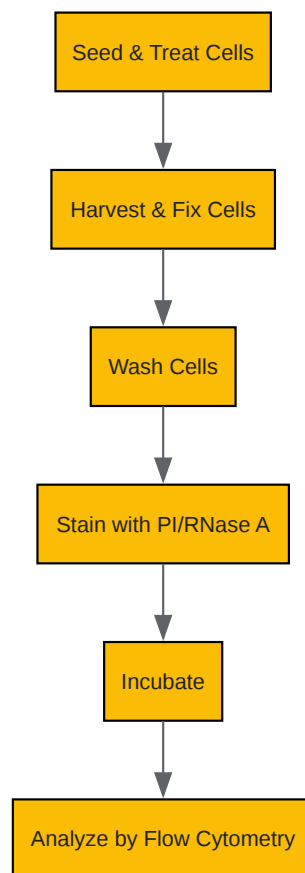 Seed & Treat Cells
Harvest & Fix Cells
Wash Cells
Stain with PI/RNase A
Incubate
Analyze by Flow Cytometry